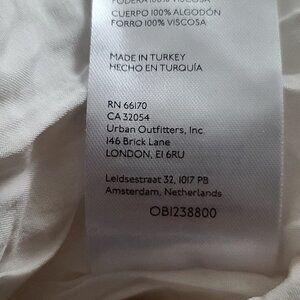 FODERA 100% VISCOSA
CUERPO 100% ALGODÓN
FORRO 100% VISCOSA
MADE IN TURKEY
HECHO EN TURQUÍA
RN 66170
CA 32054
Urban Outfitters, Inc.
146 Brick Lane
LONDON, E1 6RU
Leidsestraat 32, 1017 PB
Amsterdam, Netherlands
OB1238800